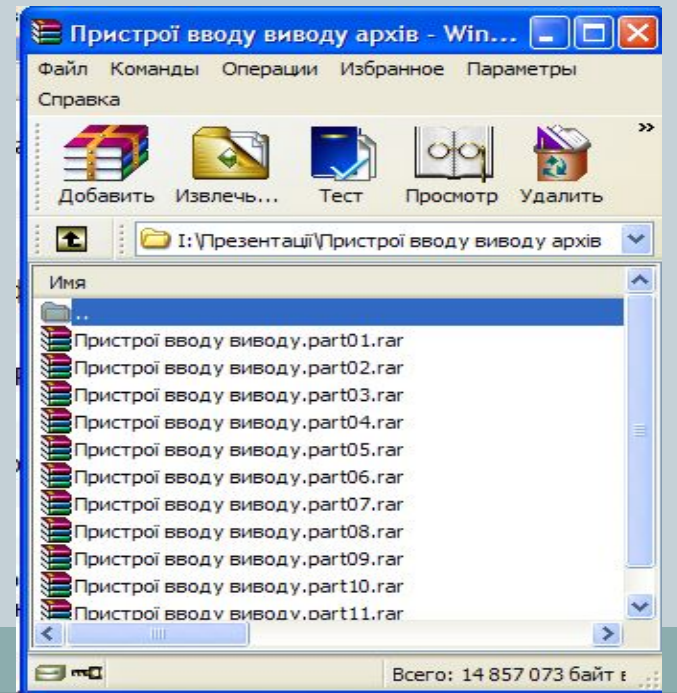 Пристрої вводу виводу архів - Win...
Файл Команды Операции Избранное Параметры
Справка
Добавить Извлечь... Тест Просмотр Удалить »
I:\Презентації\Пристрої вводу виводу архів
Имя
..
Пристрої вводу виводу.part01.rar
Пристрої вводу виводу.part02.rar
Пристрої вводу виводу.part03.rar
Пристрої вводу виводу.part04.rar
Пристрої вводу виводу.part05.rar
Пристрої вводу виводу.part06.rar
Пристрої вводу виводу.part07.rar
Пристрої вводу виводу.part08.rar
Пристрої вводу виводу.part09.rar
Пристрої вводу виводу.part10.rar
Пристрої вводу виводу.part11.rar
Всего: 14 857 073 байт в